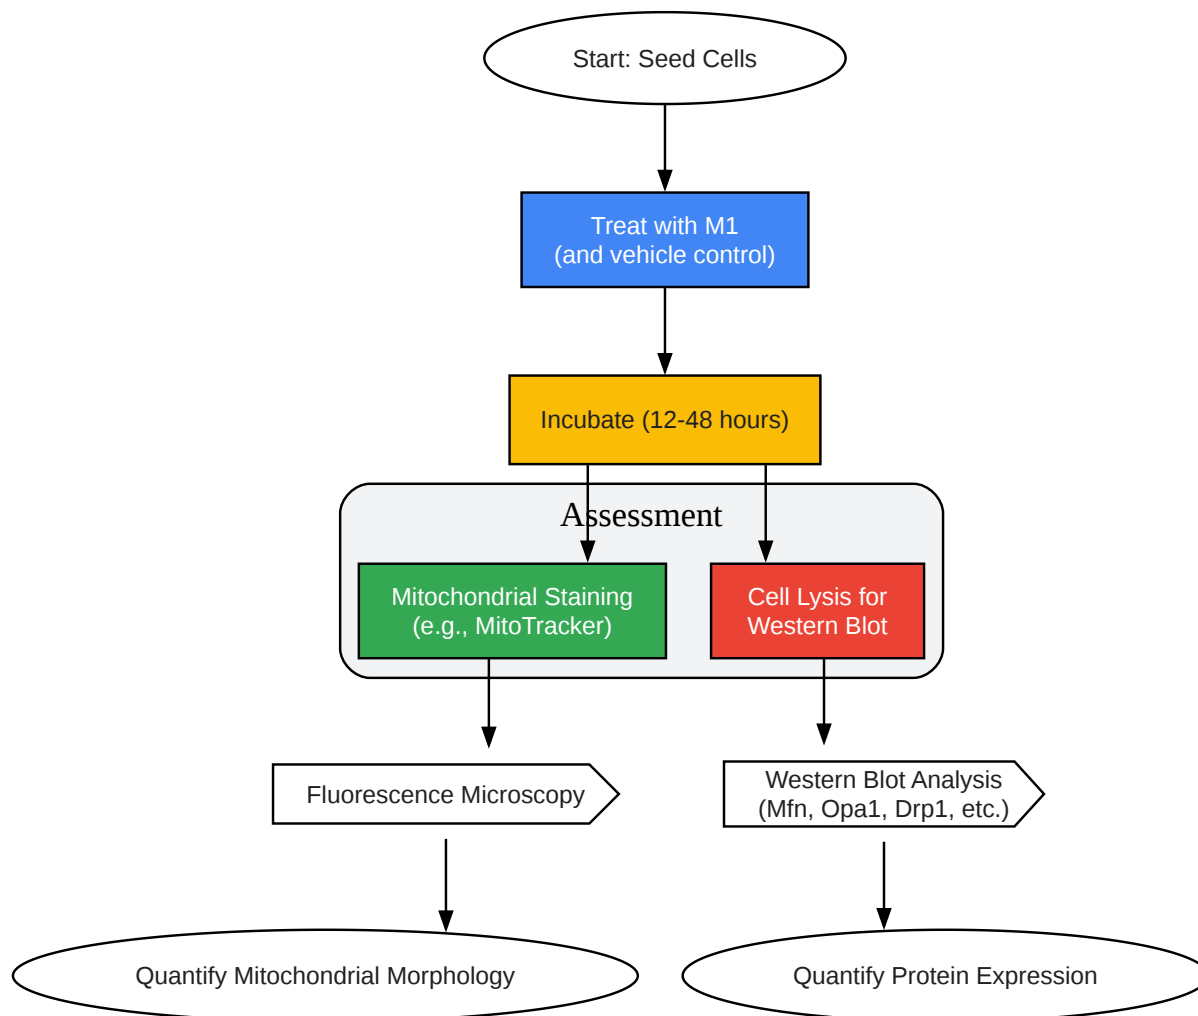 Start: Seed Cells
Treat with M1
(and vehicle control)
Incubate (12-48 hours)
Assessment
Mitochondrial Staining
(e.g., MitoTracker)
Cell Lysis for
Western Blot
Fluorescence Microscopy
Western Blot Analysis
(Mfn, Opa1, Drp1, etc.)
Quantify Mitochondrial Morphology
Quantify Protein Expression